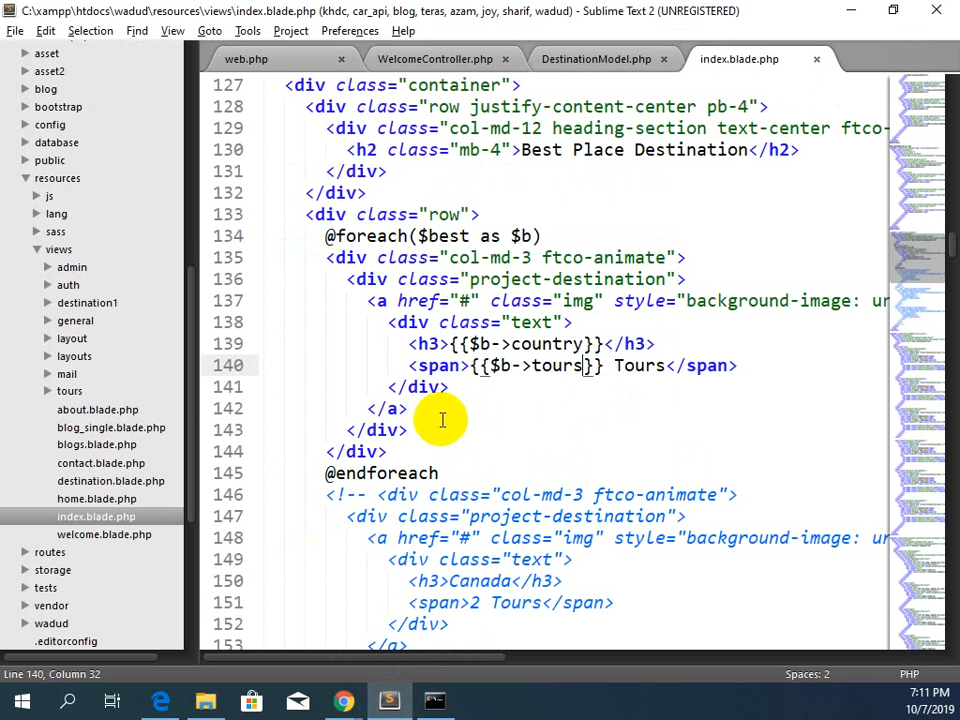 C:\xampp\htdocs\wadud\resources\views\index.blade.php (khdc, car_api, blog, teras, azam, joy, sharif, wadud) - Sublime Text 2 (UNREGISTERED)
File Edit Selection Find View Goto Tools Project Preferences Help
web.php WelcomeController.php DestinationModel.php index.blade.php
asset
asset2
blog
bootstrap
config
database
public
resources
js
lang
sass
views
admin
auth
destination1
general
layout
layouts
mail
tours
about.blade.php
blog_single.blade.php
blogs.blade.php
contact.blade.php
destination.blade.php
home.blade.php
index.blade.php
welcome.blade.php
routes
storage
tests
vendor
wadud
.editorconfig
127 <div class="container">
128 <div class="row justify-content-center pb-4">
129 <div class="col-md-12 heading-section text-center ftco-
130 <h2 class="mb-4">Best Place Destination</h2>
131 </div>
132 </div>
133 <div class="row">
134 @foreach($best as $b)
135 <div class="col-md-3 ftco-animate">
136 <div class="project-destination">
137 <a href="#" class="img" style="background-image: ur
138 <div class="text">
139 <h3>{{$b->country}}</h3>
140 <span>{{$b->tours}} Tours</span>
141 </div>
142 </a>
143 </div>
144 </div>
145 @endforeach
146 <!-- <div class="col-md-3 ftco-animate">
147 <div class="project-destination">
148 <a href="#" class="img" style="background-image: ur
149 <div class="text">
150 <h3>Canada</h3>
151 <span>2 Tours</span>
152 </div>
153 </a>
Line 140, Column 32 Spaces: 2 PHP
7:11 PM
10/7/2019